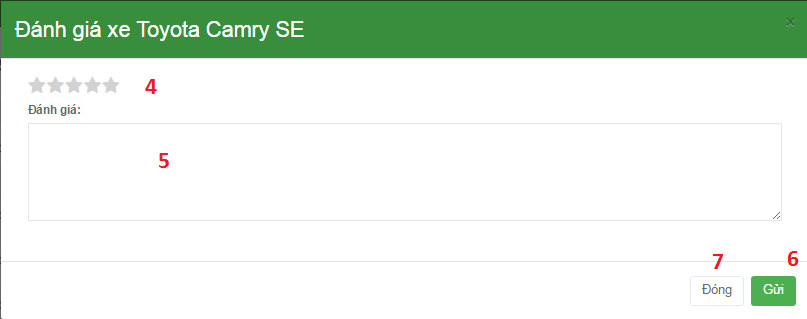 Đánh giá xe Toyota Camry SE ×
4
Đánh giá:
5
7 6
Đóng Gửi